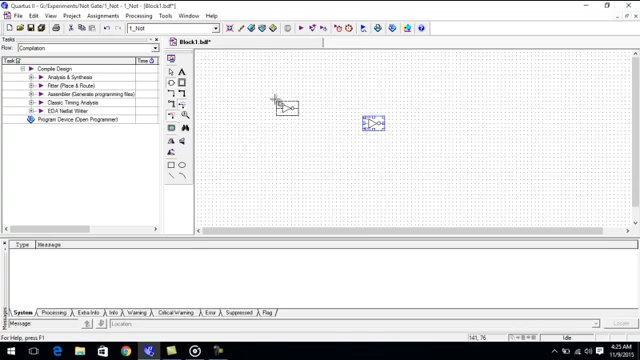 Quartus II - G:/Experiments/Not Gate/1_Not - 1_Not - [Block1.bdf*]
File Edit View Project Assignments Processing Tools Window Help
1_Not
Tasks
Flow: Compilation
Task Time
Compile Design
Analysis & Synthesis
Fitter (Place & Route)
Assembler (Generate programming files)
Classic Timing Analysis
EDA Netlist Writer
Program Device (Open Programmer)
Block1.bdf*
Type Message
System Processing Extra Info Info Warning Critical Warning Error Suppressed Flag
Messages
Message:
Location:
Locate
For Help, press F1
141, 76
Idle
4:25 AM
11/9/2015